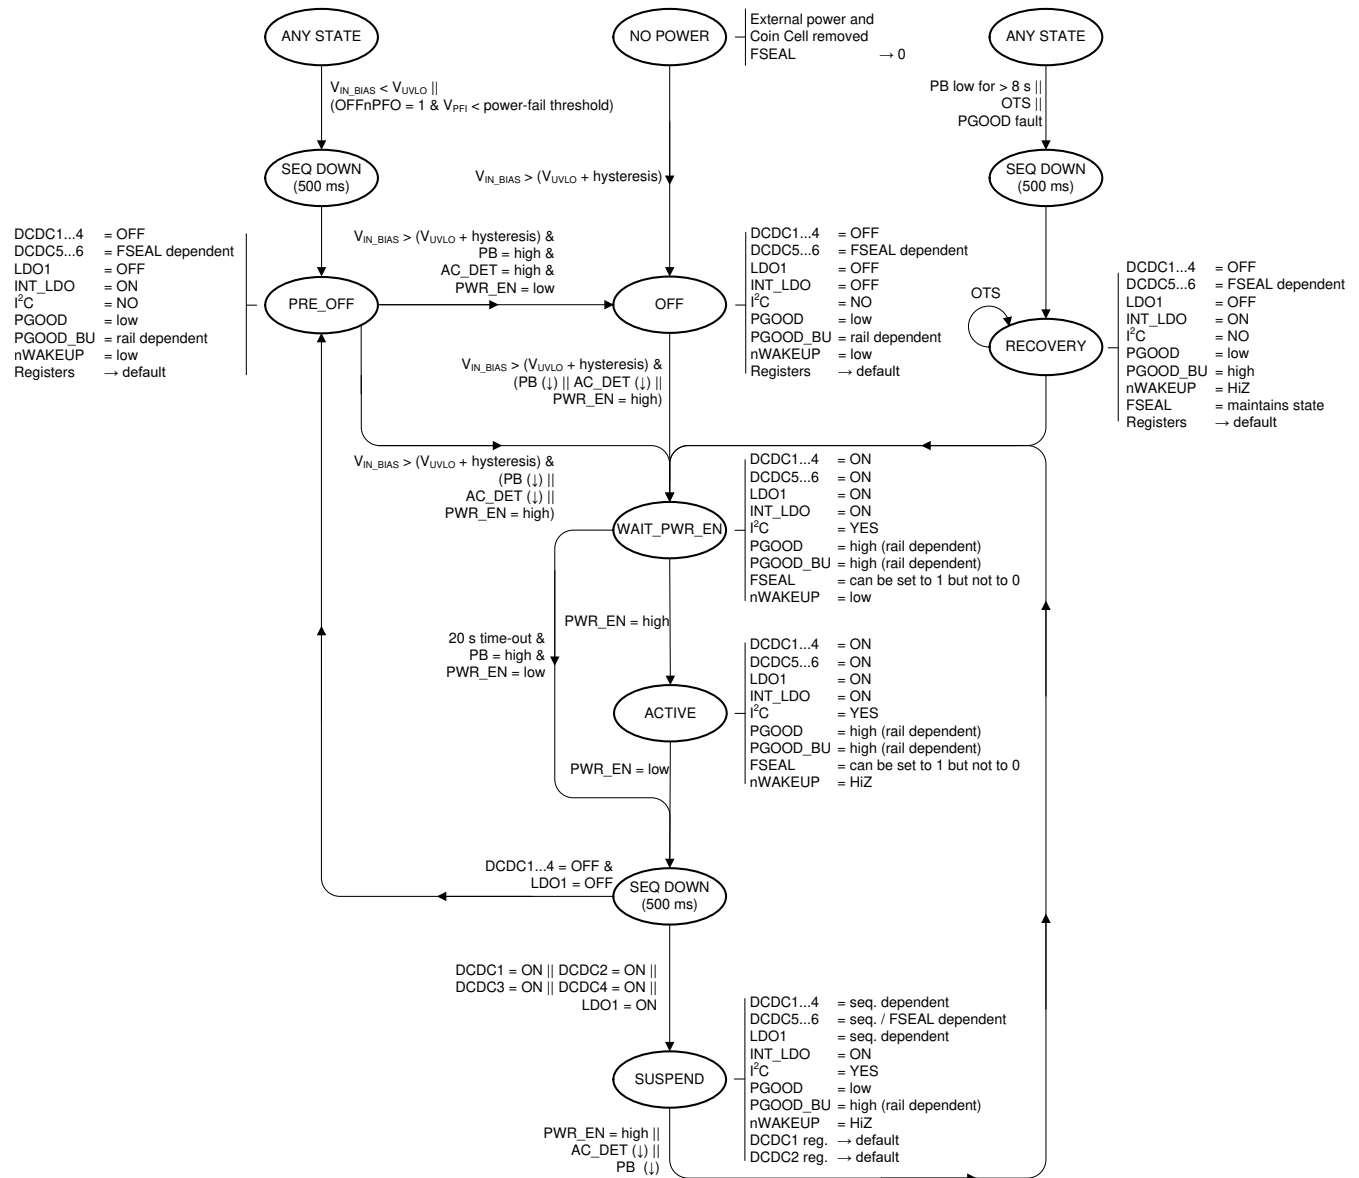 ANY STATE
NO POWER
External power and
Coin Cell removed
FSEAL → 0
ANY STATE
V_IN_BIAS < V_UVLO ||
(OFFnPFO = 1 & V_PFI < power-fail threshold)
PB low for > 8 s ||
OTS ||
PGOOD fault
SEQ DOWN
(500 ms)
V_IN_BIAS > (V_UVLO + hysteresis)
SEQ DOWN
(500 ms)
DCDC1...4 = OFF
DCDC5...6 = FSEAL dependent
LDO1 = OFF
INT_LDO = ON
I²C = NO
PGOOD = low
PGOOD_BU = rail dependent
nWAKEUP = low
Registers → default
PRE_OFF
V_IN_BIAS > (V_UVLO + hysteresis) &
PB = high &
AC_DET = high &
PWR_EN = low
OFF
DCDC1...4 = OFF
DCDC5...6 = FSEAL dependent
LDO1 = OFF
INT_LDO = OFF
I²C = NO
PGOOD = low
PGOOD_BU = rail dependent
nWAKEUP = low
Registers → default
OTS
RECOVERY
DCDC1...4 = OFF
DCDC5...6 = FSEAL dependent
LDO1 = OFF
INT_LDO = ON
I²C = NO
PGOOD = low
PGOOD_BU = high
nWAKEUP = HiZ
FSEAL = maintains state
Registers → default
V_IN_BIAS > (V_UVLO + hysteresis) &
(PB (↓) || AC_DET (↓) ||
PWR_EN = high)
V_IN_BIAS > (V_UVLO + hysteresis) &
(PB (↓) ||
AC_DET (↓) ||
PWR_EN = high)
WAIT_PWR_EN
DCDC1...4 = ON
DCDC5...6 = ON
LDO1 = ON
INT_LDO = ON
I²C = YES
PGOOD = high (rail dependent)
PGOOD_BU = high (rail dependent)
FSEAL = can be set to 1 but not to 0
nWAKEUP = low
PWR_EN = high
20 s time-out &
PB = high &
PWR_EN = low
ACTIVE
DCDC1...4 = ON
DCDC5...6 = ON
LDO1 = ON
INT_LDO = ON
I²C = YES
PGOOD = high (rail dependent)
PGOOD_BU = high (rail dependent)
FSEAL = can be set to 1 but not to 0
nWAKEUP = HiZ
PWR_EN = low
DCDC1...4 = OFF &
LDO1 = OFF
SEQ DOWN
(500 ms)
DCDC1 = ON || DCDC2 = ON ||
DCDC3 = ON || DCDC4 = ON ||
LDO1 = ON
SUSPEND
DCDC1...4 = seq. dependent
DCDC5...6 = seq. / FSEAL dependent
LDO1 = seq. dependent
INT_LDO = ON
I²C = YES
PGOOD = low
PGOOD_BU = high (rail dependent)
nWAKEUP = HiZ
DCDC1 reg. → default
DCDC2 reg. → default
PWR_EN = high ||
AC_DET (↓) ||
PB (↓)